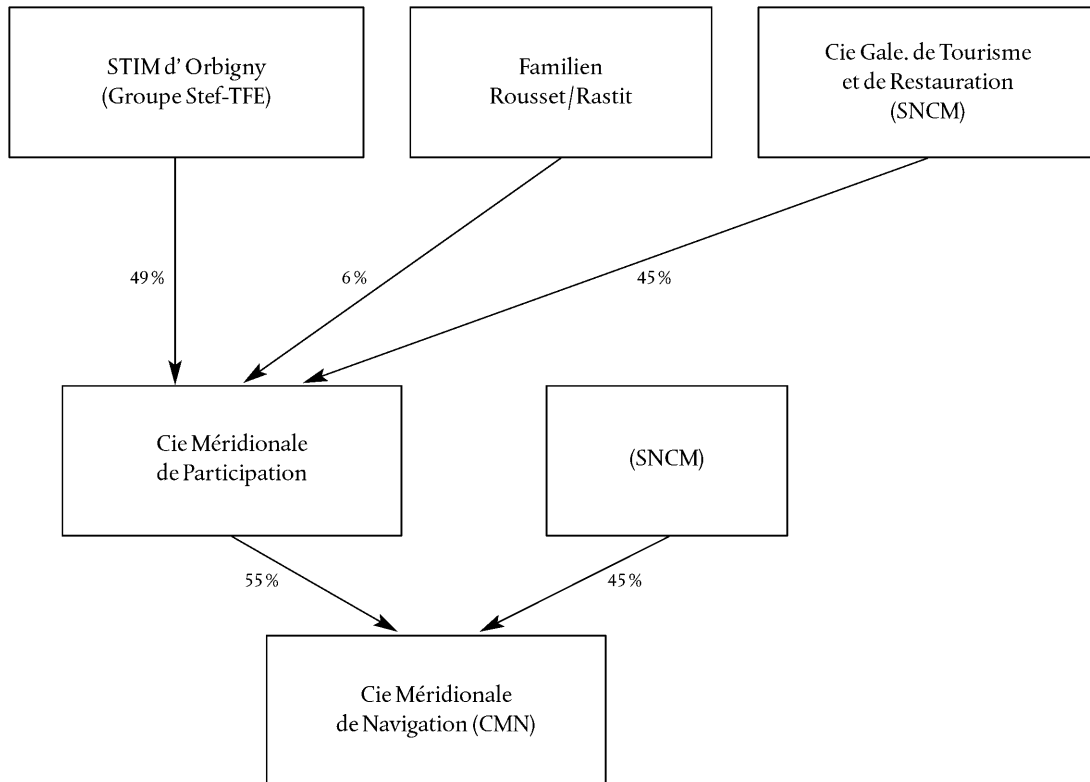 STIM d' Orbigny
(Groupe Stef-TFE)
Familien
Rousset/Rastit
Cie Gale. de Tourisme
et de Restauration
(SNCM)
49%
6%
45%
Cie Méridionale
de Participation
(SNCM)
55%
45%
Cie Méridionale
de Navigation (CMN)